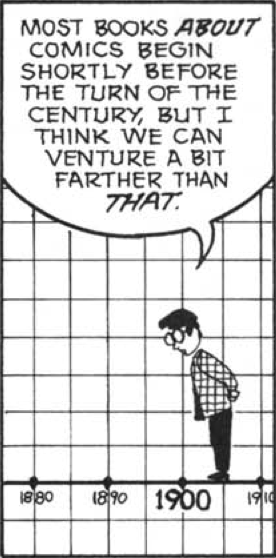 MOST BOOKS ABOUT
COMICS BEGIN
SHORTLY BEFORE
THE TURN OF THE
CENTURY, BUT I
THINK WE CAN
VENTURE A BIT
FARTHER THAN
THAT.
1880 1890 1900 1910